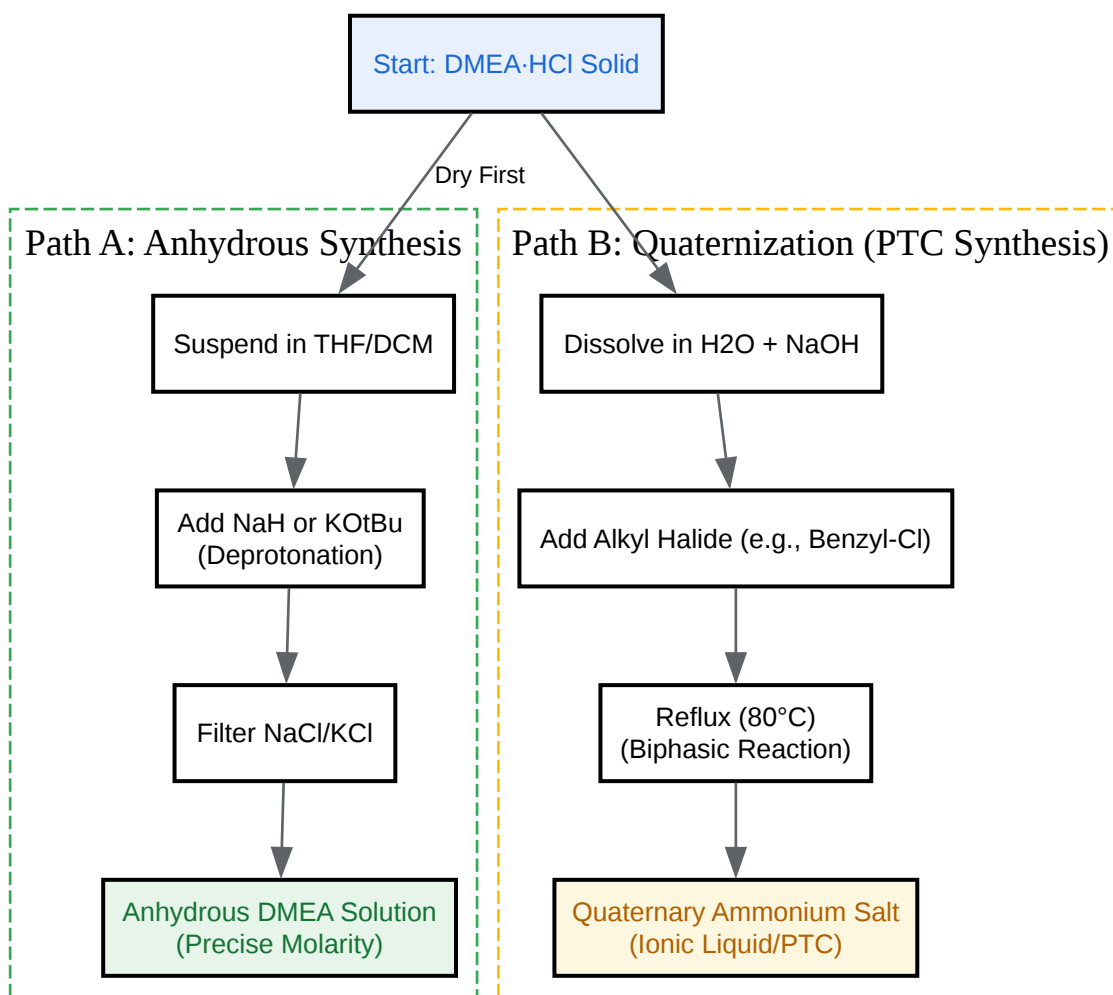 Start: DMEA·HCl Solid
Dry First
Path A: Anhydrous Synthesis
Suspend in THF/DCM
Add NaH or KOtBu
(Deprotonation)
Filter NaCl/KCl
Anhydrous DMEA Solution
(Precise Molarity)
Path B: Quaternization (PTC Synthesis)
Dissolve in H2O + NaOH
Add Alkyl Halide (e.g., Benzyl-Cl)
Reflux (80°C)
(Biphasic Reaction)
Quaternary Ammonium Salt
(Ionic Liquid/PTC)